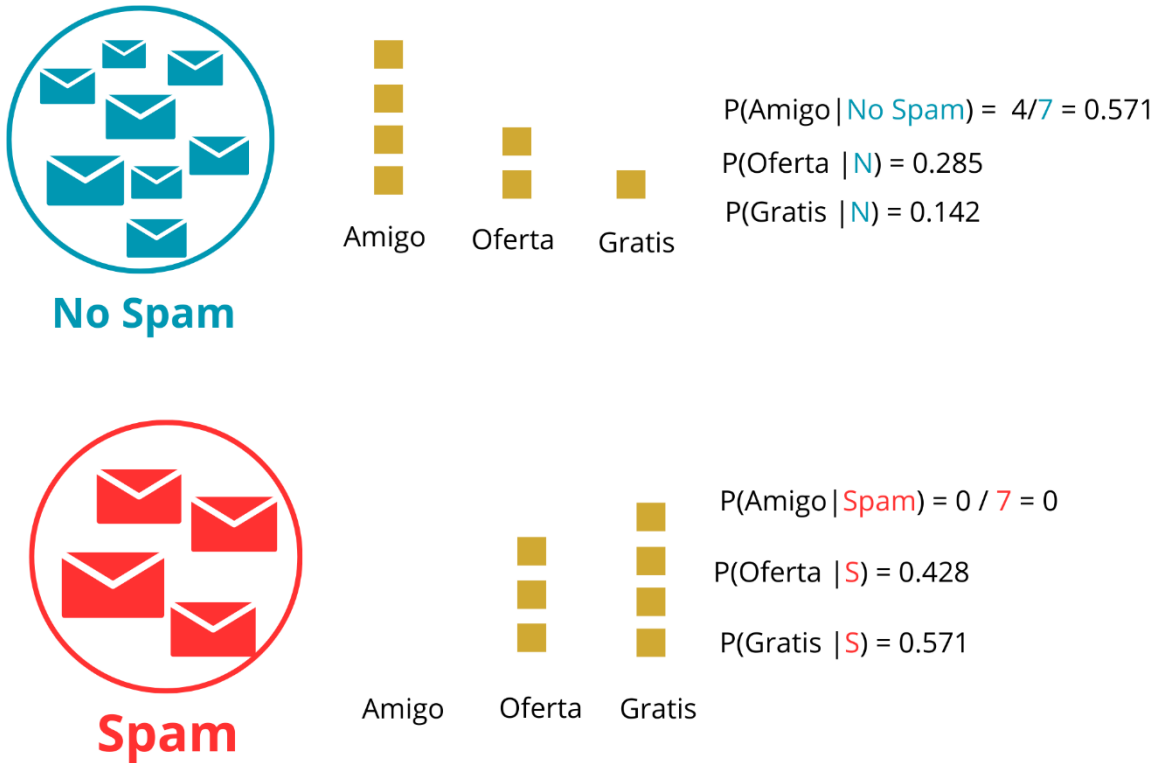 P(Amigo|No Spam) =  4/7 = 0.571
P(Oferta |N) = 0.285
P(Gratis |N) = 0.142
Amigo Oferta Gratis
No Spam
P(Amigo|Spam) = 0 / 7 = 0
P(Oferta |S) = 0.428
P(Gratis |S) = 0.571
Amigo Oferta Gratis
Spam